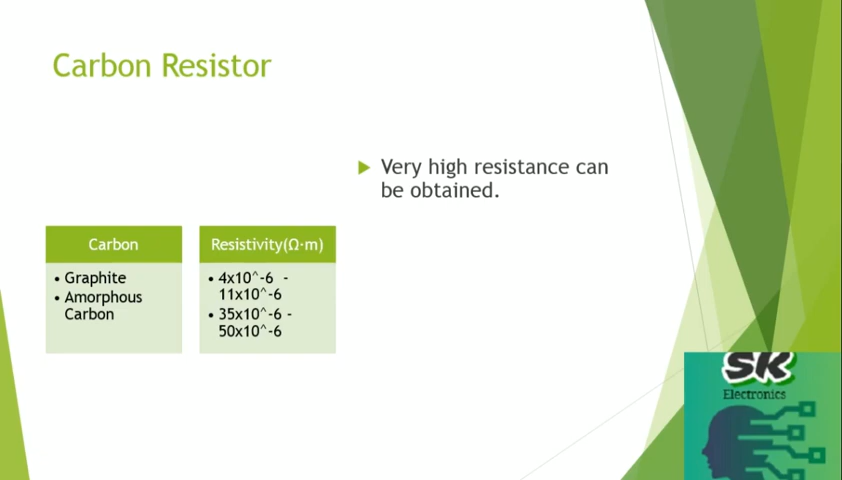 Carbon Resistor
Very high resistance can
be obtained.
Carbon
• Graphite
• Amorphous
Carbon
Resistivity(Ω·m)
• 4x10^-6 -
11x10^-6
• 35x10^-6 -
50x10^-6
SK
Electronics